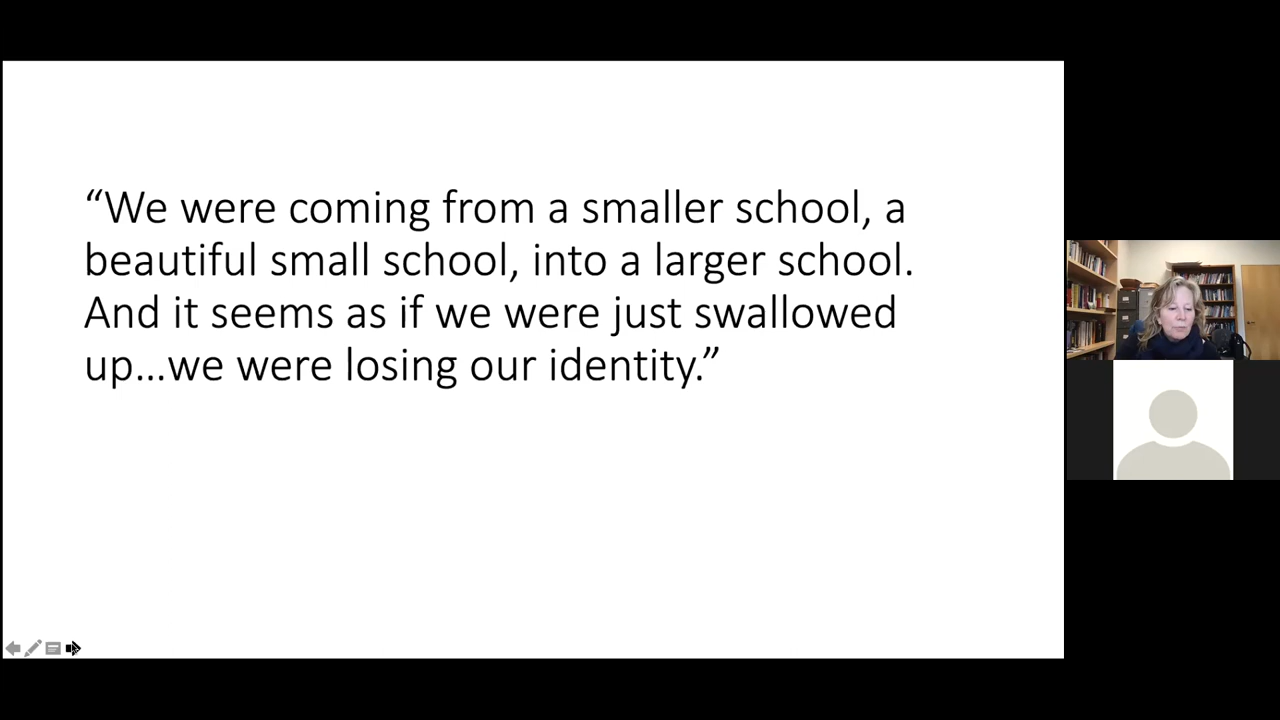 “We were coming from a smaller school, a
beautiful small school, into a larger school.
And it seems as if we were just swallowed
up…we were losing our identity.”